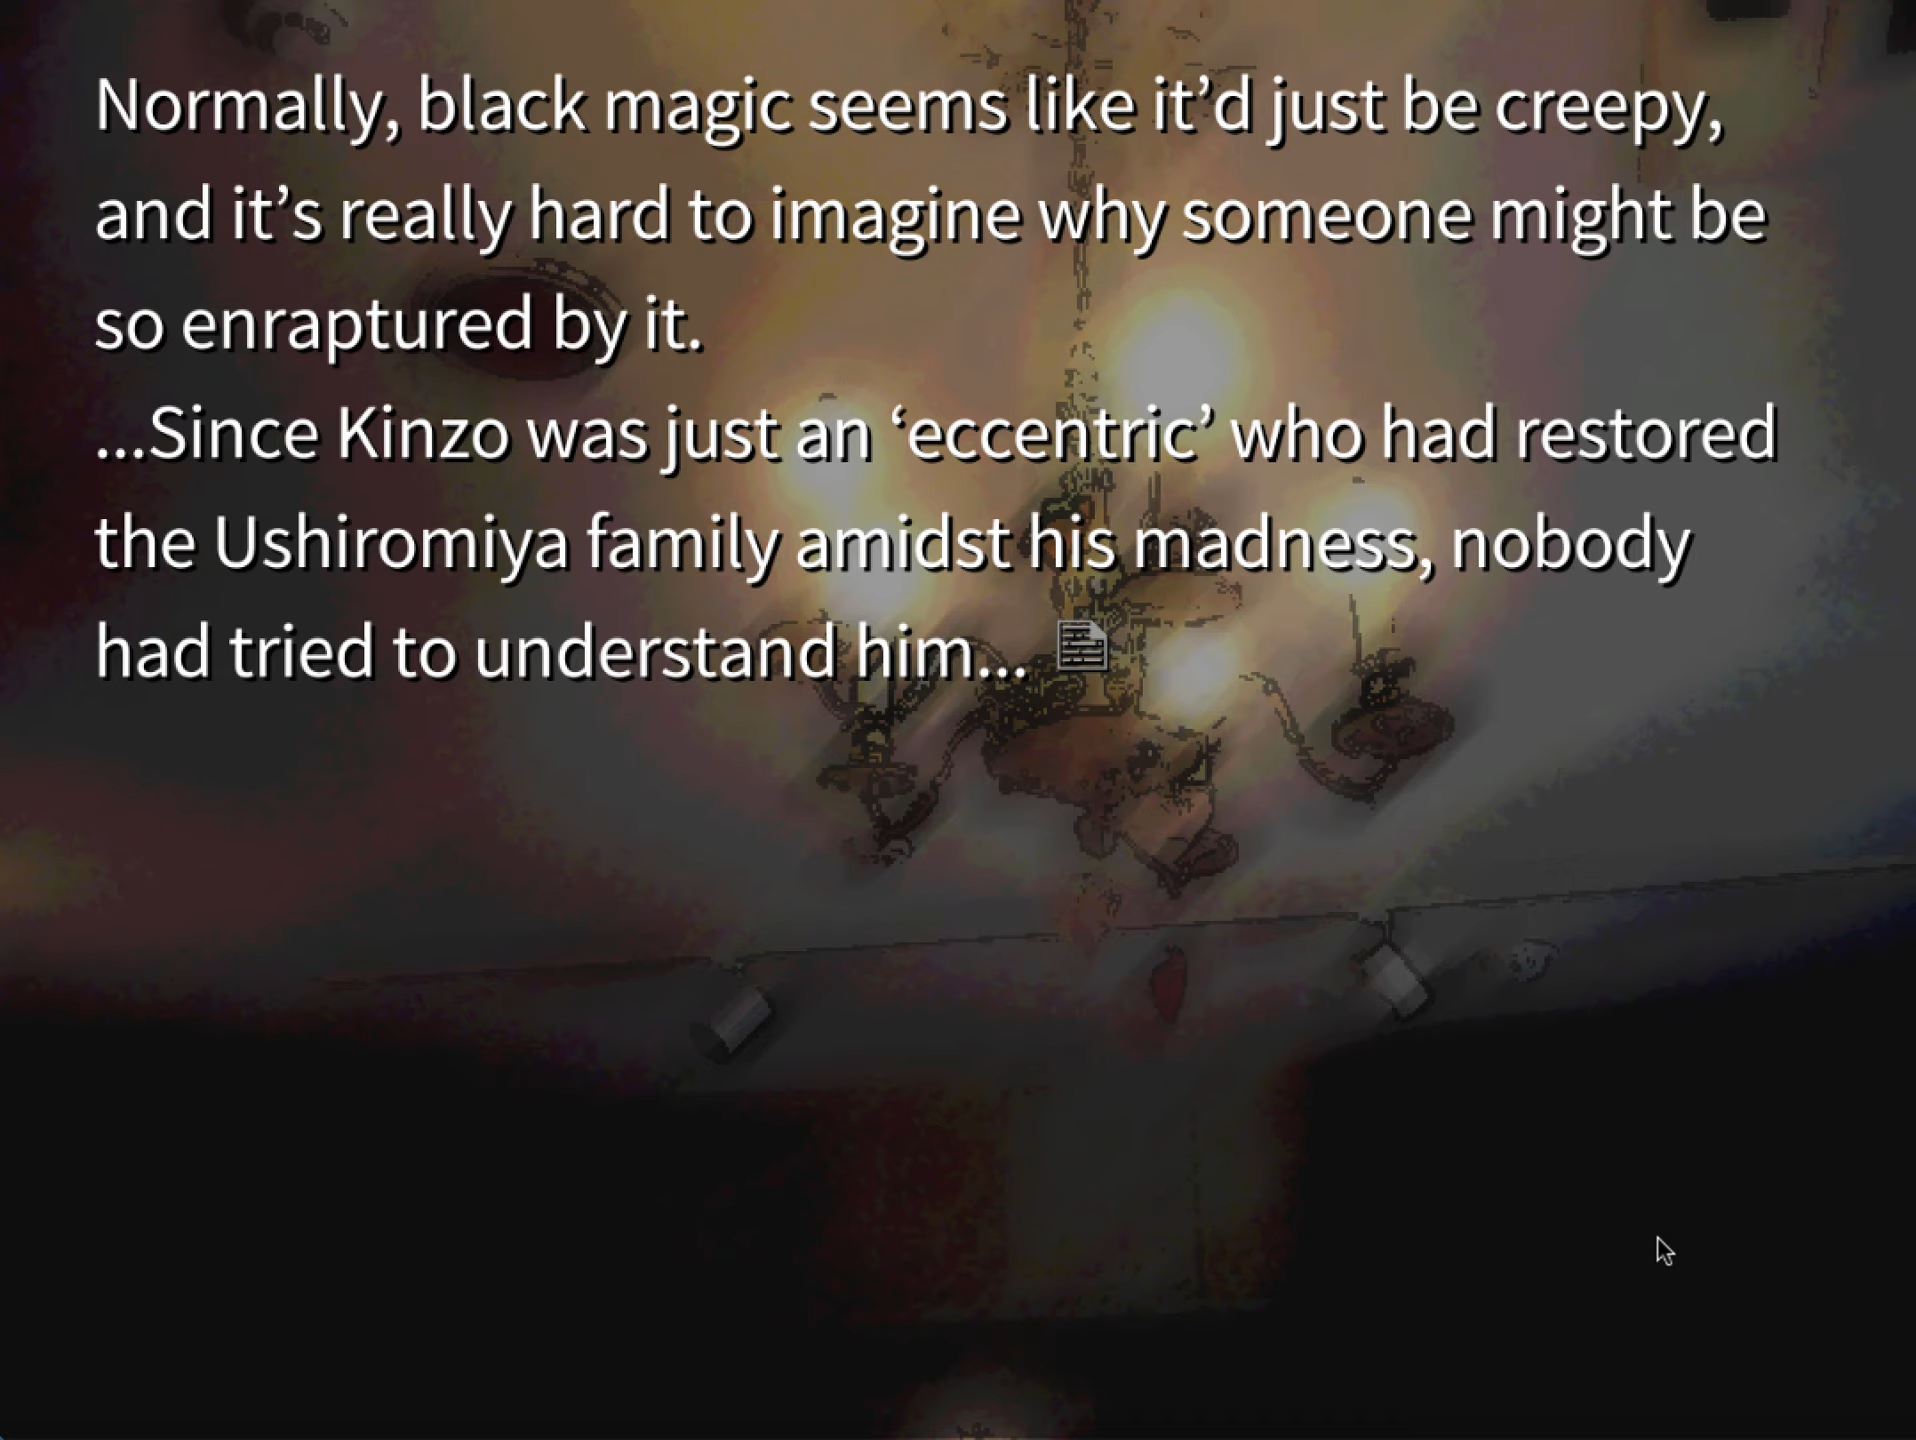 Normally, black magic seems like it’d just be creepy,
and it’s really hard to imagine why someone might be
so enraptured by it.
...Since Kinzo was just an ‘eccentric’ who had restored
the Ushiromiya family amidst his madness, nobody
had tried to understand him...